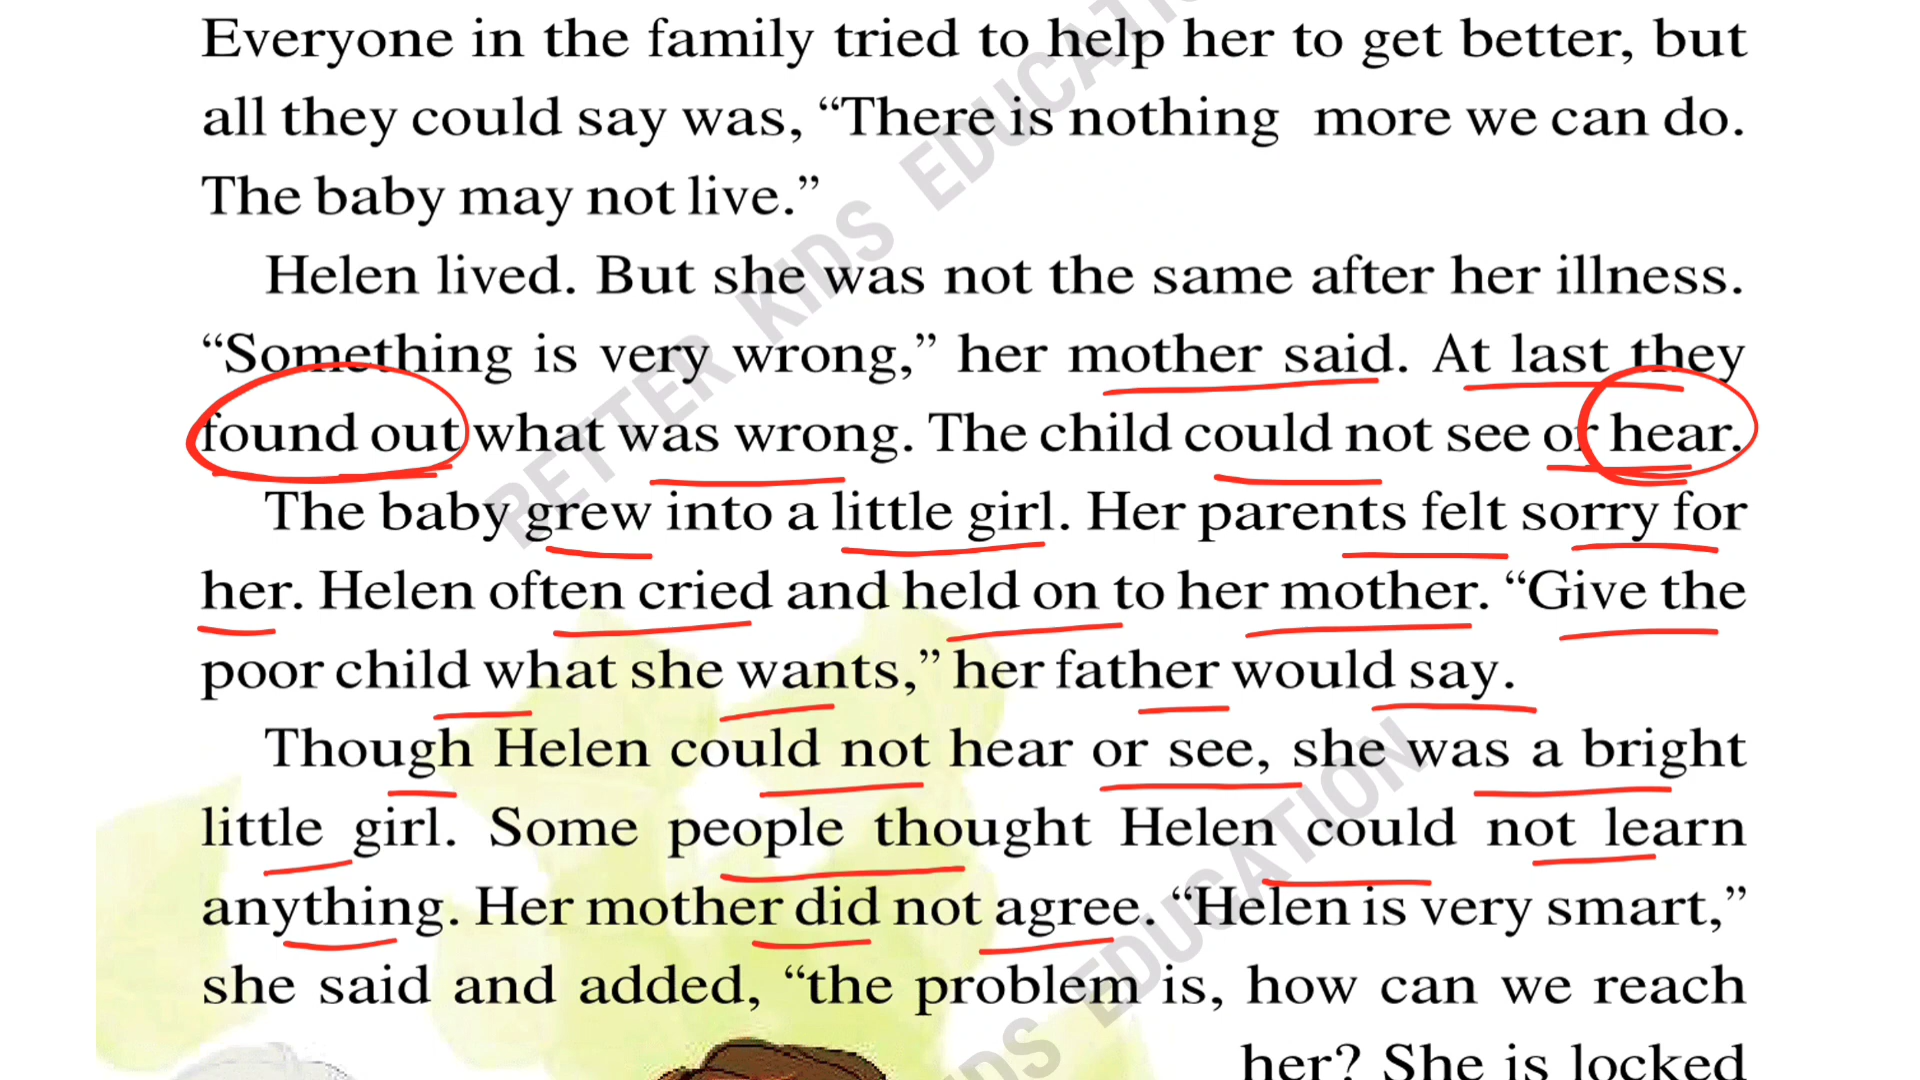 Everyone in the family tried to help her to get better, but
all they could say was, “There is nothing more we can do.
The baby may not live.”
Helen lived. But she was not the same after her illness.
“Something is very wrong,” her mother said. At last they
found out what was wrong. The child could not see or hear.
The baby grew into a little girl. Her parents felt sorry for
her. Helen often cried and held on to her mother. “Give the
poor child what she wants,” her father would say.
Though Helen could not hear or see, she was a bright
little girl. Some people thought Helen could not learn
anything. Her mother did not agree. “Helen is very smart,”
she said and added, “the problem is, how can we reach
her? She is locked
PETTER KIDS EDUCATION
KIDS EDUCATION